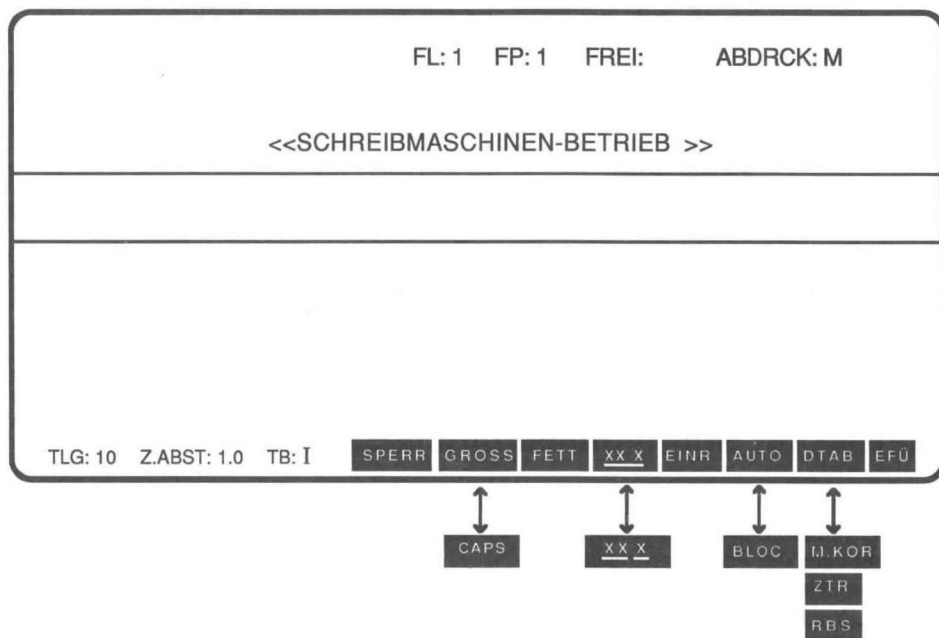 FL: 1 FP: 1 FREI: ABDRCK: M
<<SCHREIBMASCHINEN-BETRIEB >>
TLG: 10 Z.ABST: 1.0 TB: I SPERR GROSS FETT XX X EINR AUTO DTAB EFÜ
CAPS XX X BLOC M.KOR
ZTR
RBS